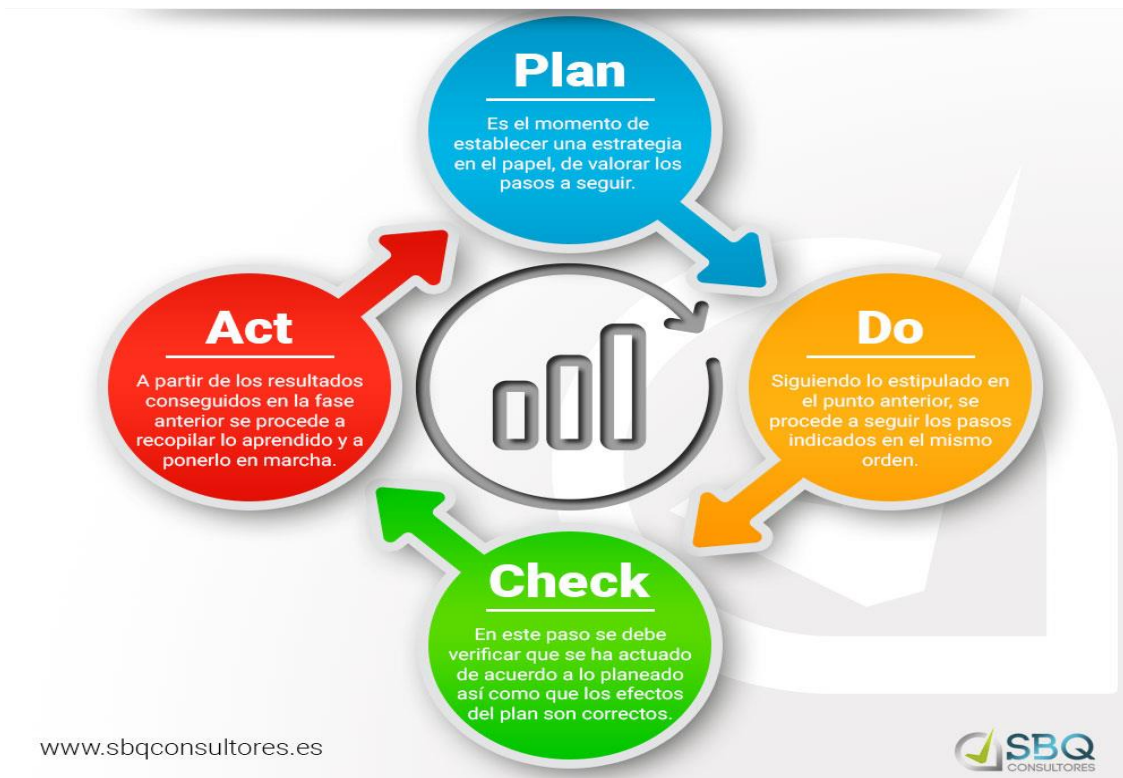 Plan
Es el momento de
establecer una estrategia
en el papel, de valorar los
pasos a seguir.
Act
A partir de los resultados
conseguidos en la fase
anterior se procede a
recopilar lo aprendido y a
ponerlo en marcha.
Do
Siguiendo lo estipulado en
el punto anterior, se
procede a seguir los pasos
indicados en el mismo
orden.
Check
En este paso se debe
verificar que se ha actuado
de acuerdo a lo planeado
así como que los efectos
del plan son correctos.
www.sbqconsultores.es
SBQ
CONSULTORES